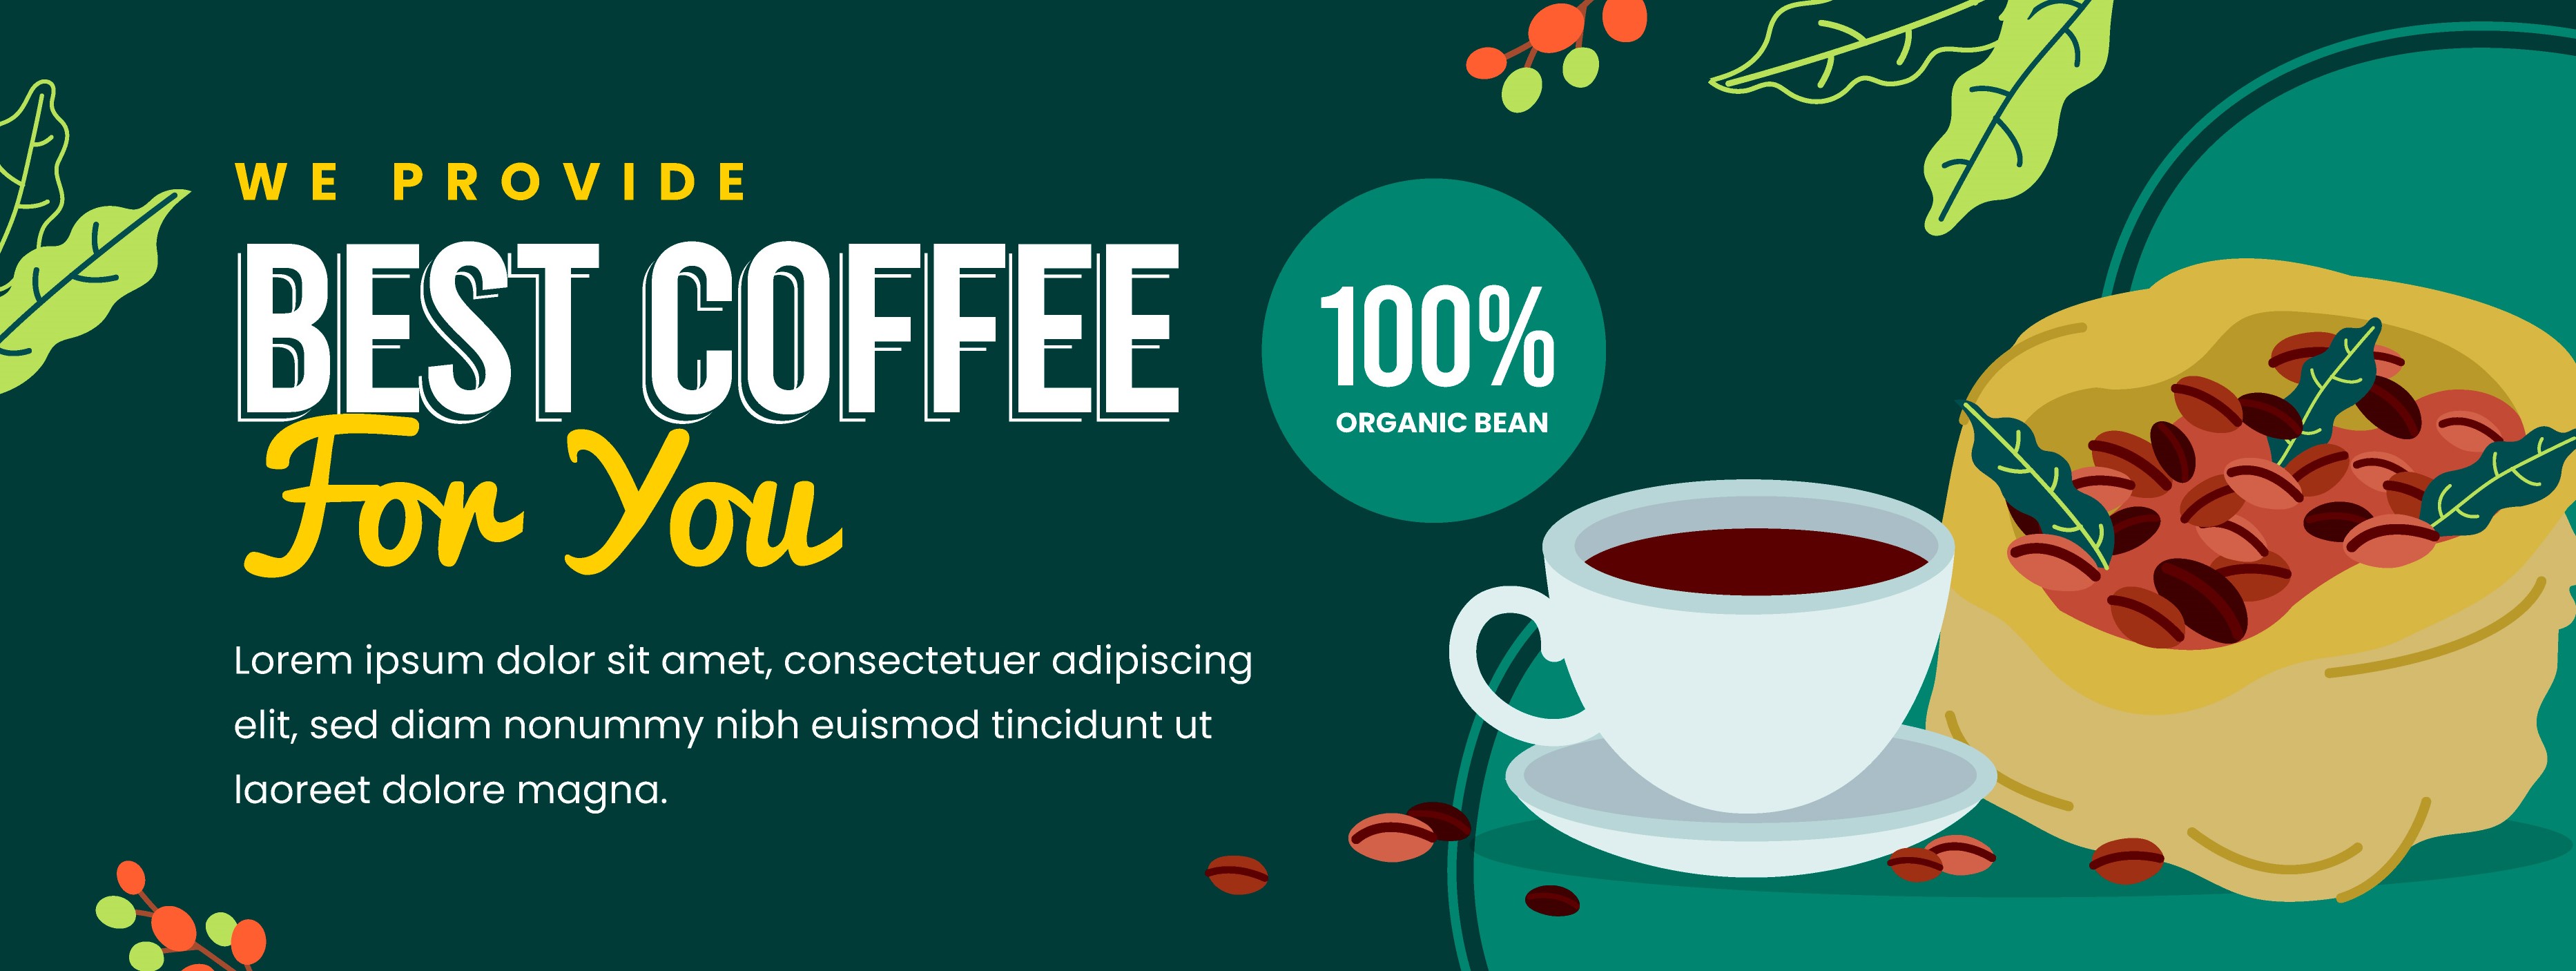 WE PROVIDE
BEST COFFEE
For You
100%
ORGANIC BEAN
Lorem ipsum dolor sit amet, consectetuer adipiscing
elit, sed diam nonummy nibh euismod tincidunt ut
laoreet dolore magna.